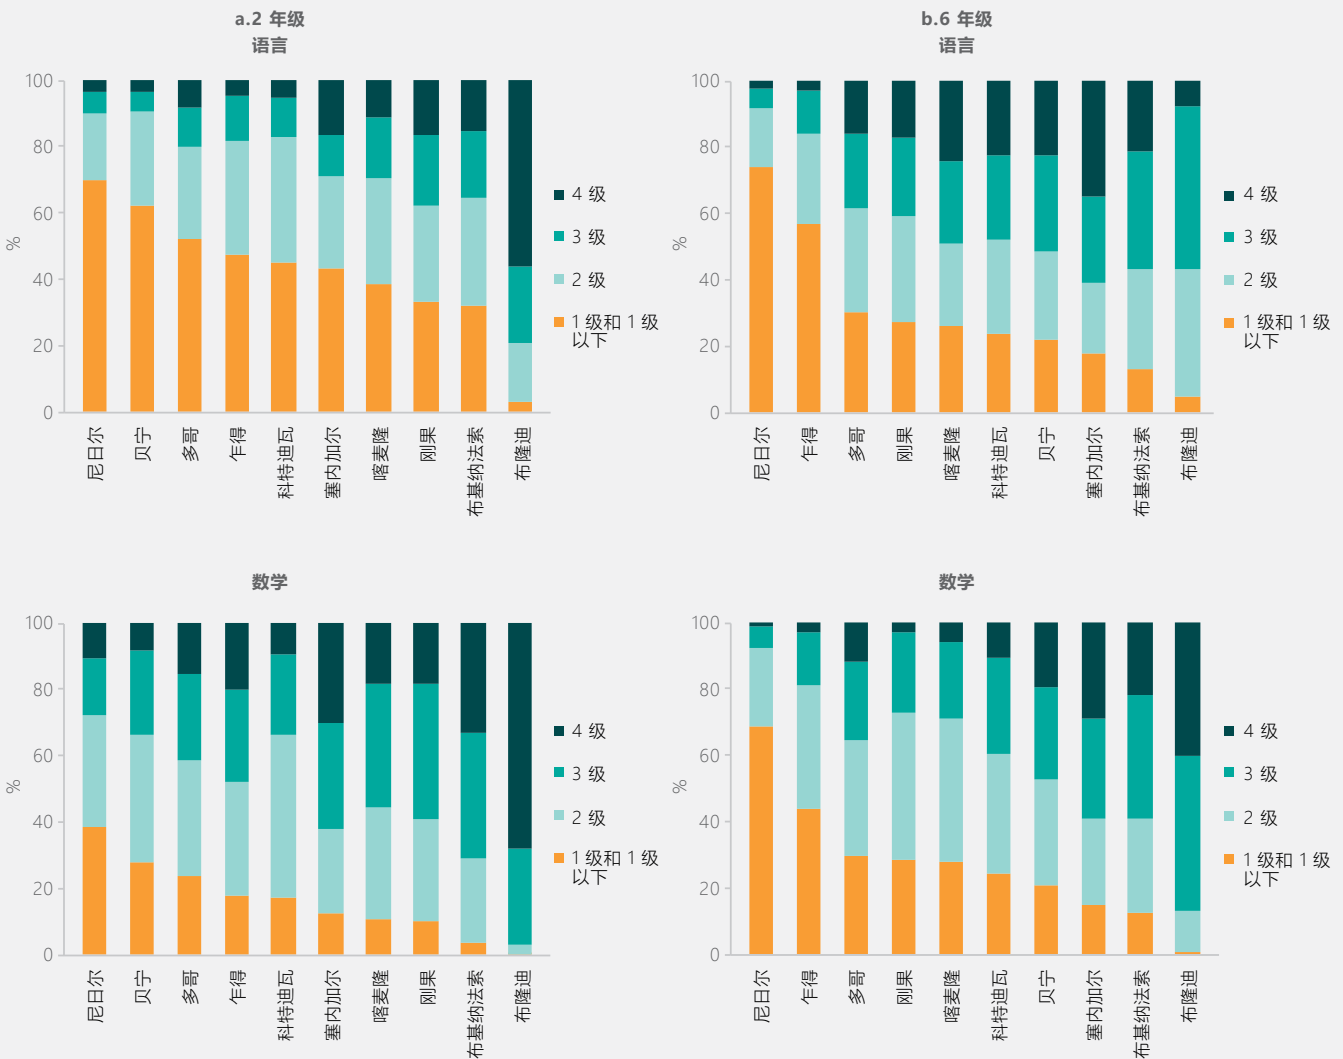 a.2 年级
语言
100
80
60
40
20
0
%
4 级
3 级
2 级
1 级和 1 级
以下
尼日尔
贝宁
多哥
乍得
科特迪瓦
塞内加尔
喀麦隆
刚果
布基纳法索
布隆迪
b.6 年级
语言
100
80
60
40
20
0
%
4 级
3 级
2 级
1 级和 1 级
以下
尼日尔
乍得
多哥
刚果
喀麦隆
科特迪瓦
贝宁
塞内加尔
布基纳法索
布隆迪
数学
100
80
60
40
20
0
%
4 级
3 级
2 级
1 级和 1 级
以下
尼日尔
贝宁
多哥
乍得
科特迪瓦
塞内加尔
喀麦隆
刚果
布基纳法索
布隆迪
数学
100
80
60
40
20
0
%
4 级
3 级
2 级
1 级和 1 级
以下
尼日尔
乍得
多哥
刚果
喀麦隆
科特迪瓦
贝宁
塞内加尔
布基纳法索
布隆迪